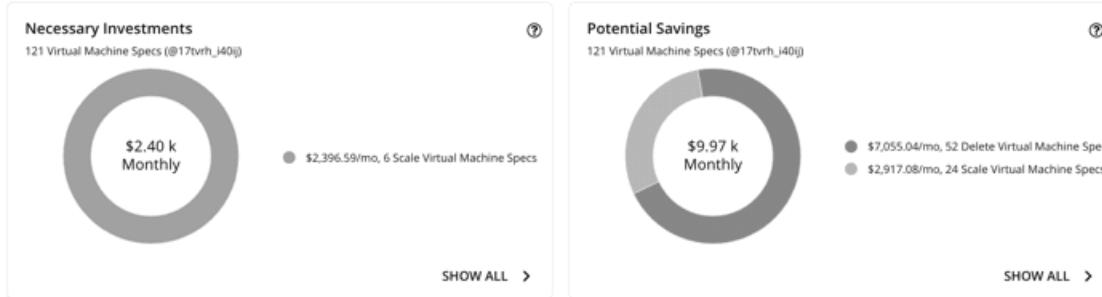 Necessary Investments
121 Virtual Machine Specs (@17tvrh_i40ij)
$2.40 k
Monthly
$2,396.59/mo, 6 Scale Virtual Machine Specs
SHOW ALL
Potential Savings
121 Virtual Machine Specs (@17tvrh_i40ij)
$9.97 k
Monthly
$7,055.04/mo, 52 Delete Virtual Machine Spe
$2,917.08/mo, 24 Scale Virtual Machine Specs
SHOW ALL